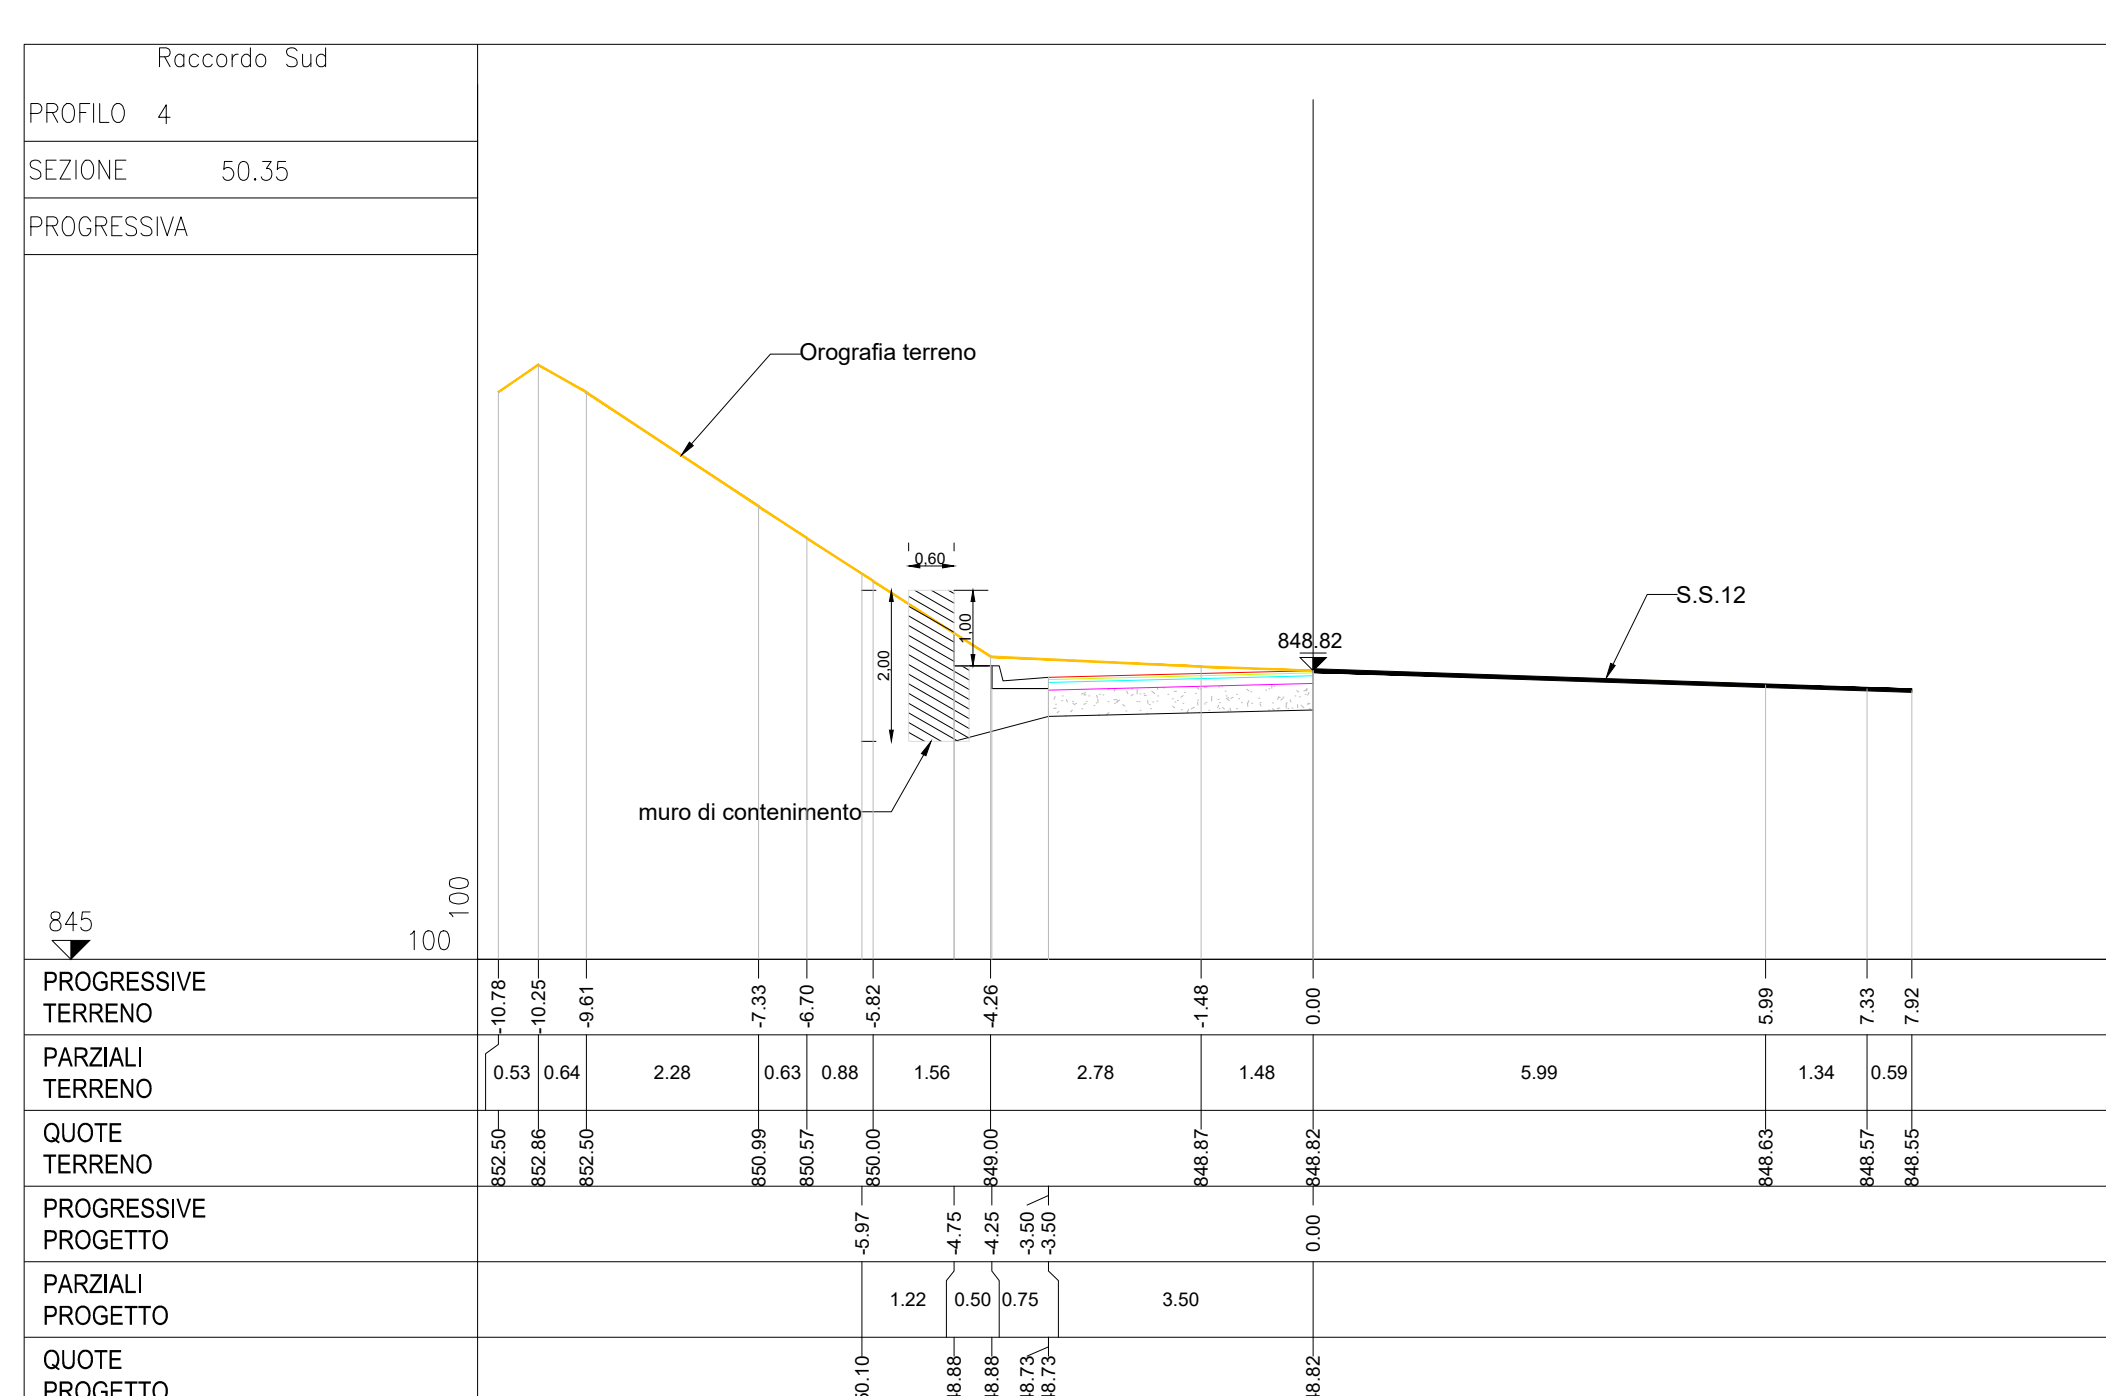 Raccordo Sud
PROFILO 4
SEZIONE 50.35
PROGRESSIVA
Orografia terreno
0,60
1,00
2,00
S.S.12
848.82
muro di contenimento
100
845
100
PROGRESSIVE
TERRENO
-10.78 -10.25 -9.61 -7.33 -6.70 -5.82 -4.26 -1.48 0.00 5.99 7.33 7.92
PARZIALI
TERRENO
0.53 0.64 2.28 0.63 0.88 1.56 2.78 1.48 5.99 1.34 0.59
QUOTE
TERRENO
852.50 852.86 852.50 850.99 850.57 850.00 849.00 848.87 848.82 848.63 848.57 848.55
PROGRESSIVE
PROGETTO
-5.97 -4.75 -4.25 -3.50 -3.50 0.00
PARZIALI
PROGETTO
1.22 0.50 0.75 3.50
QUOTE
PROGETTO